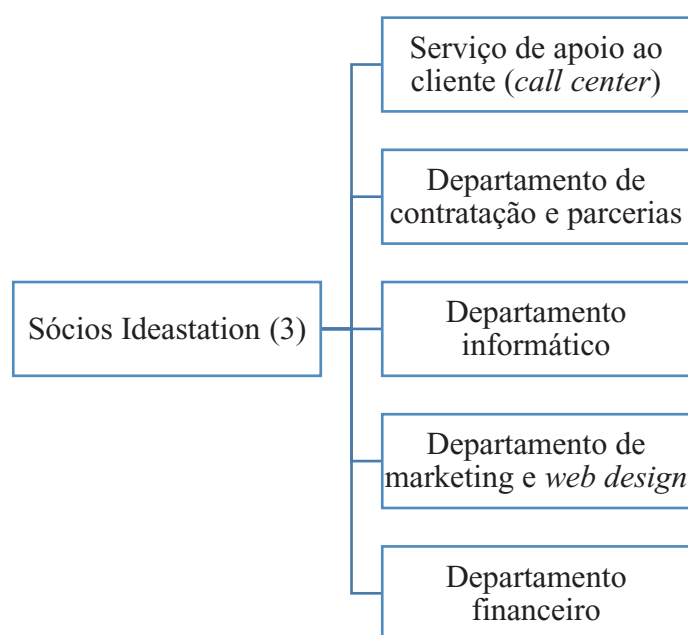 Serviço de apoio ao
cliente (call center)
Departamento de
contratação e parcerias
Sócios Ideastation (3)
Departamento
informático
Departamento de
marketing e web design
Departamento
financeiro